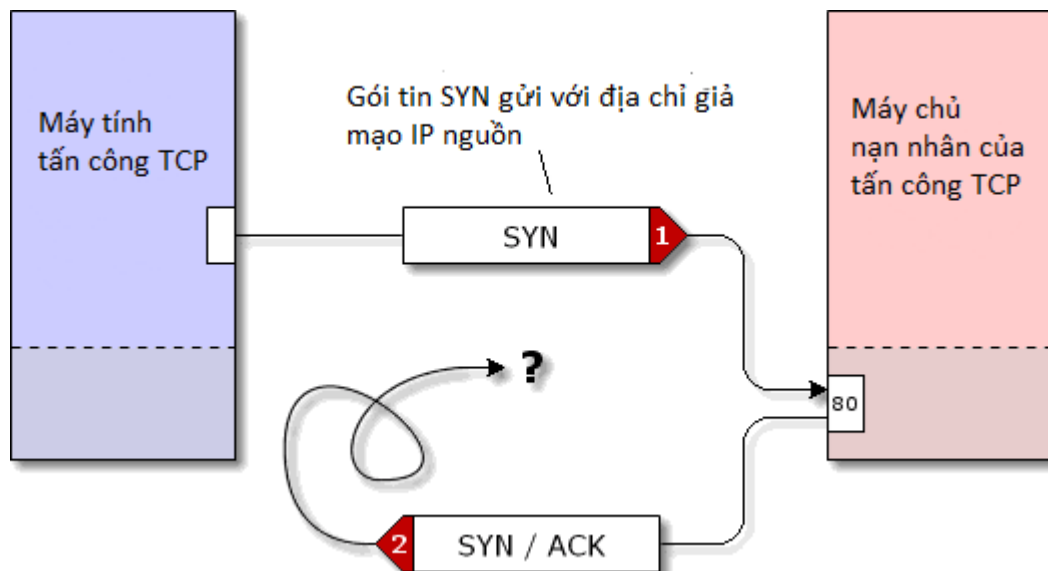 Máy tính
tấn công TCP
Gói tin SYN gửi với địa chỉ giả
mạo IP nguồn
Máy chủ
nạn nhân của
tấn công TCP
SYN
1
?
80
2
SYN / ACK